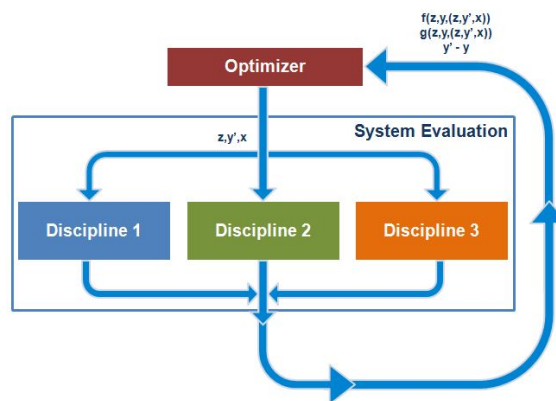 f(z,y,(z,y',x))
g(z,y,(z,y',x))
y' - y
Optimizer
System Evaluation
z,y',x
Discipline 1
Discipline 2
Discipline 3